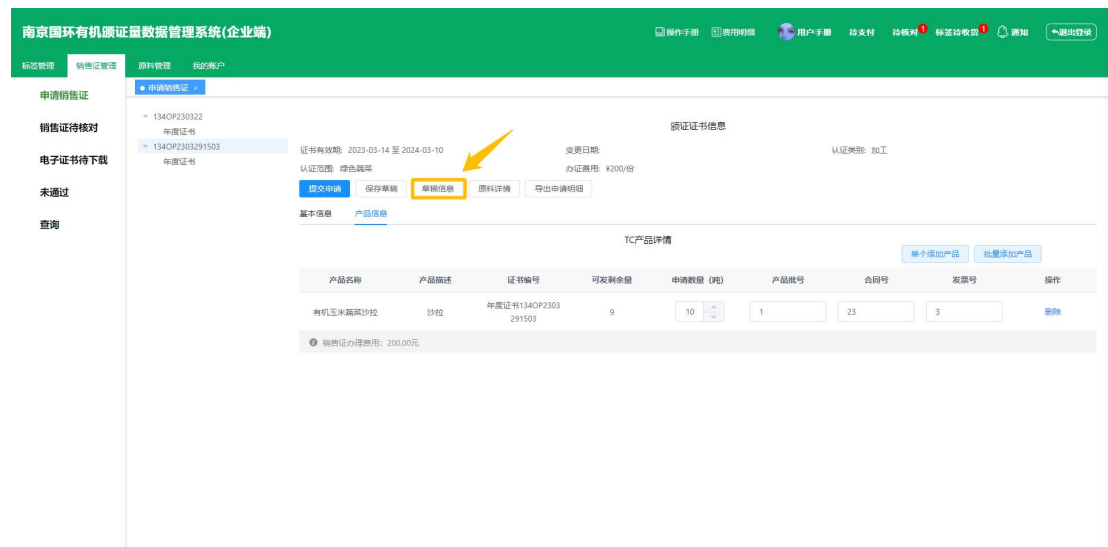 南京国环有机颁证量数据管理系统(企业端)
操作手册 费用明细 用户手册 待支付 待核对 1 标签待收货 1 通知 退出登录
标签管理 销售证管理 原料管理 我的账户
申请销售证
销售证待核对
电子证书待下载
未通过
查询
申请销售证 ×
134OP230322
年度证书
134OP2303291503
年度证书
颁证证书信息
证书有效期: 2023-03-14 至 2024-03-10 变更日期: 认证类别: 加工
认证范围: 绿色蔬菜 办证费用: ¥200/份
提交申请 保存草稿 草稿信息 原料详情 导出申请明细
基本信息 产品信息
TC产品详情
单个添加产品 批量添加产品
产品名称 产品描述 证书编号 可发剩余量 申请数量 (吨) 产品批号 合同号 发票号 操作
有机玉米蔬菜沙拉 沙拉 年度证书134OP2303 9 10 1 23 3 删除
291503
销售证办理费用: 200.00元